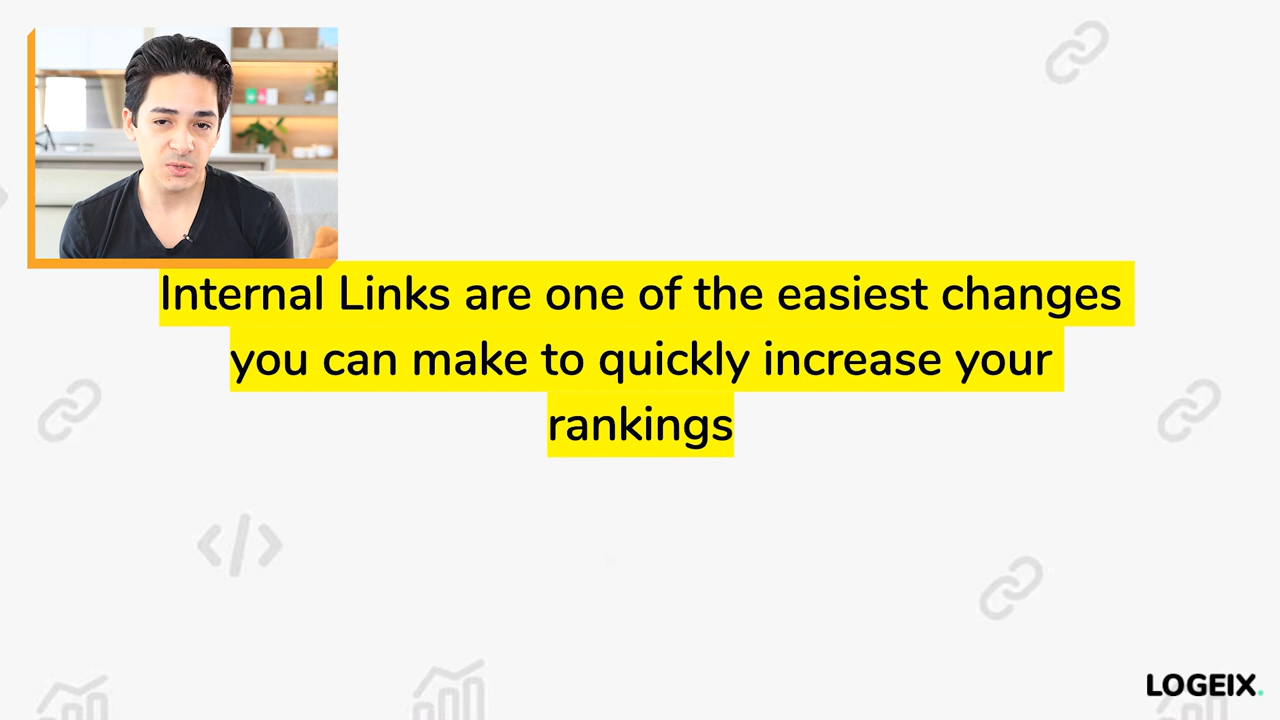 Internal Links are one of the easiest changes
you can make to quickly increase your
rankings
LOGEIX.